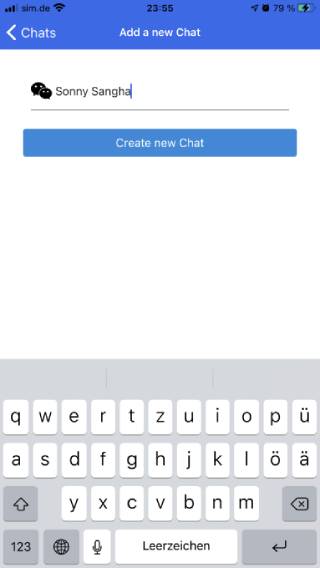 sim.de 23:55 79 %
Chats Add a new Chat
Sonny Sangha
Create new Chat
q w e r t z u i o p ü
a s d f g h j k l ö ä
y x c v b n m
123 Leerzeichen